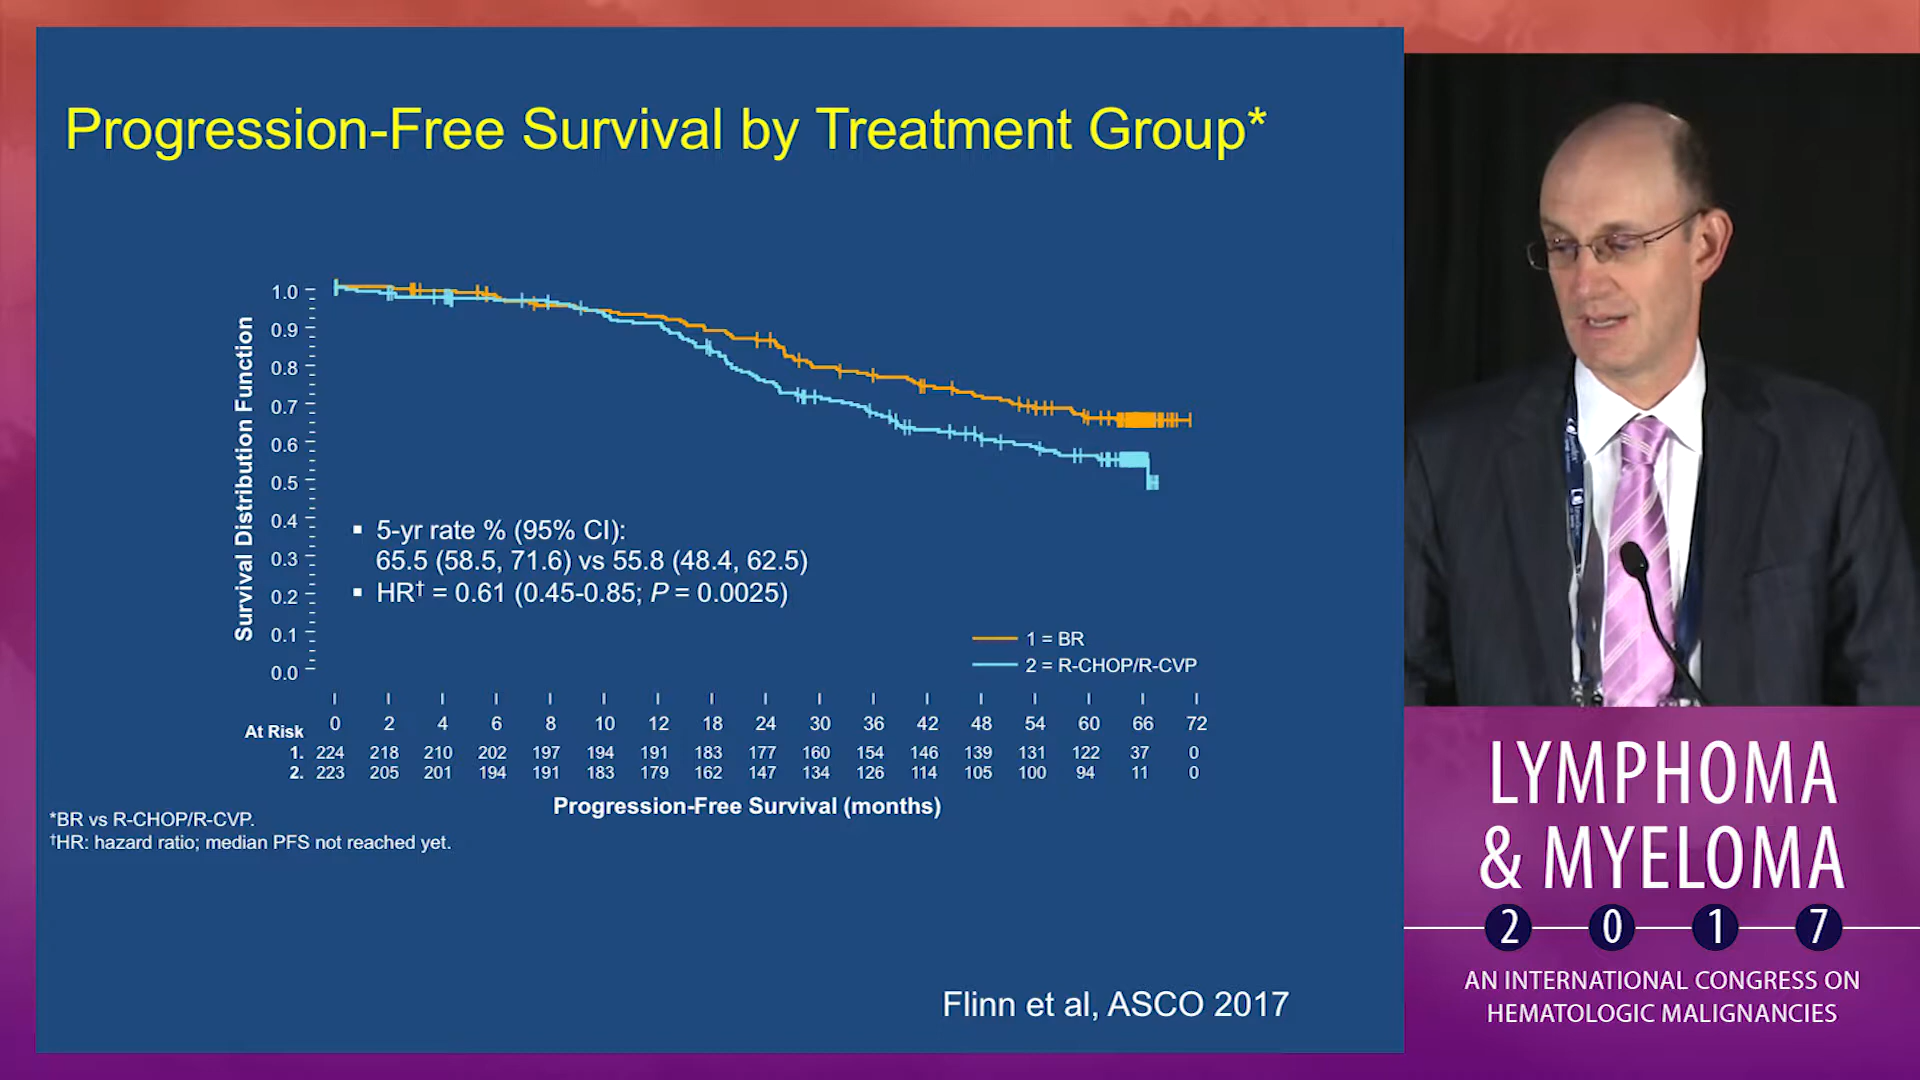 Progression-Free Survival by Treatment Group*
Survival Distribution Function
1.0
0.9
0.8
0.7
0.6
0.5
0.4
0.3
0.2
0.1
0.0
▪ 5-yr rate % (95% CI):
65.5 (58.5, 71.6) vs 55.8 (48.4, 62.5)
▪ HR† = 0.61 (0.45-0.85; P = 0.0025)
1 = BR
2 = R-CHOP/R-CVP
At Risk 0 2 4 6 8 10 12 18 24 30 36 42 48 54 60 66 72
1. 224 218 210 202 197 194 191 183 177 160 154 146 139 131 122 37 0
2. 223 205 201 194 191 183 179 162 147 134 126 114 105 100 94 11 0
Progression-Free Survival (months)
*BR vs R-CHOP/R-CVP.
†HR: hazard ratio; median PFS not reached yet.
Flinn et al, ASCO 2017
LYMPHOMA
& MYELOMA
2017
AN INTERNATIONAL CONGRESS ON
HEMATOLOGIC MALIGNANCIES